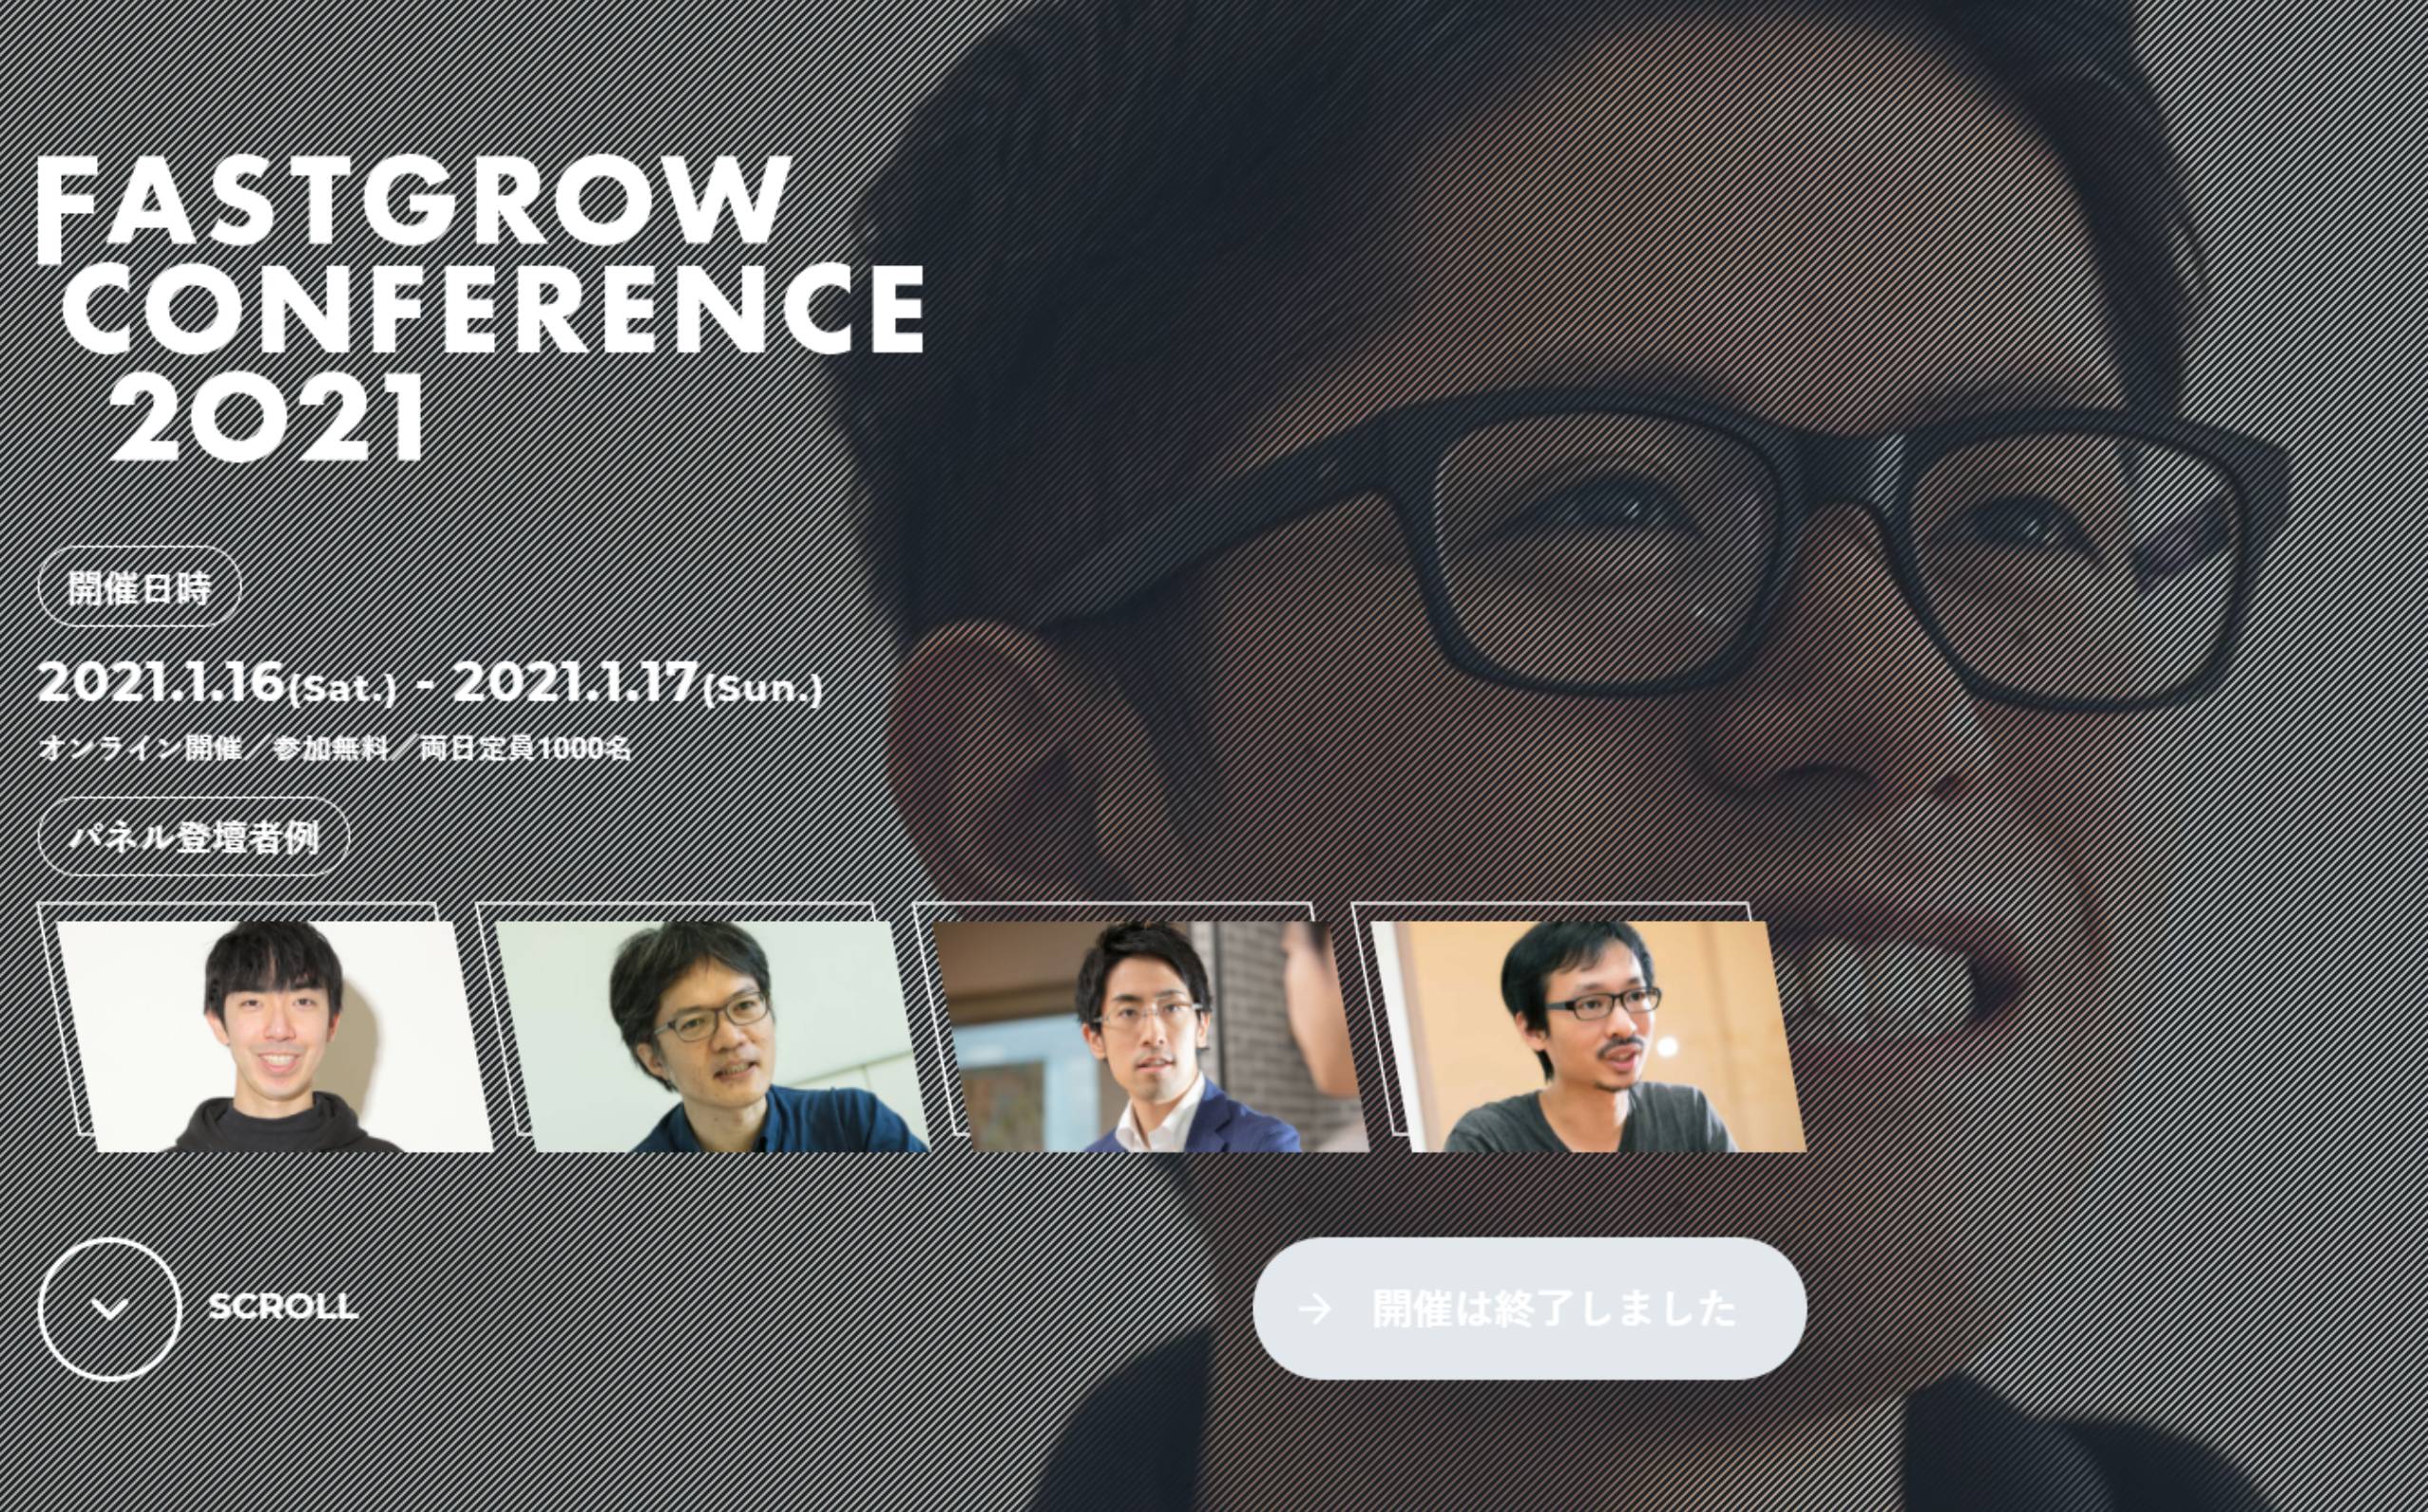 FASTGROW
CONFERENCE
2021
開催日時
2021.1.16(Sat.) - 2021.1.17(Sun.)
オンライン開催／参加無料／両日定員1000名
パネル登壇者例
SCROLL
→ 開催は終了しました